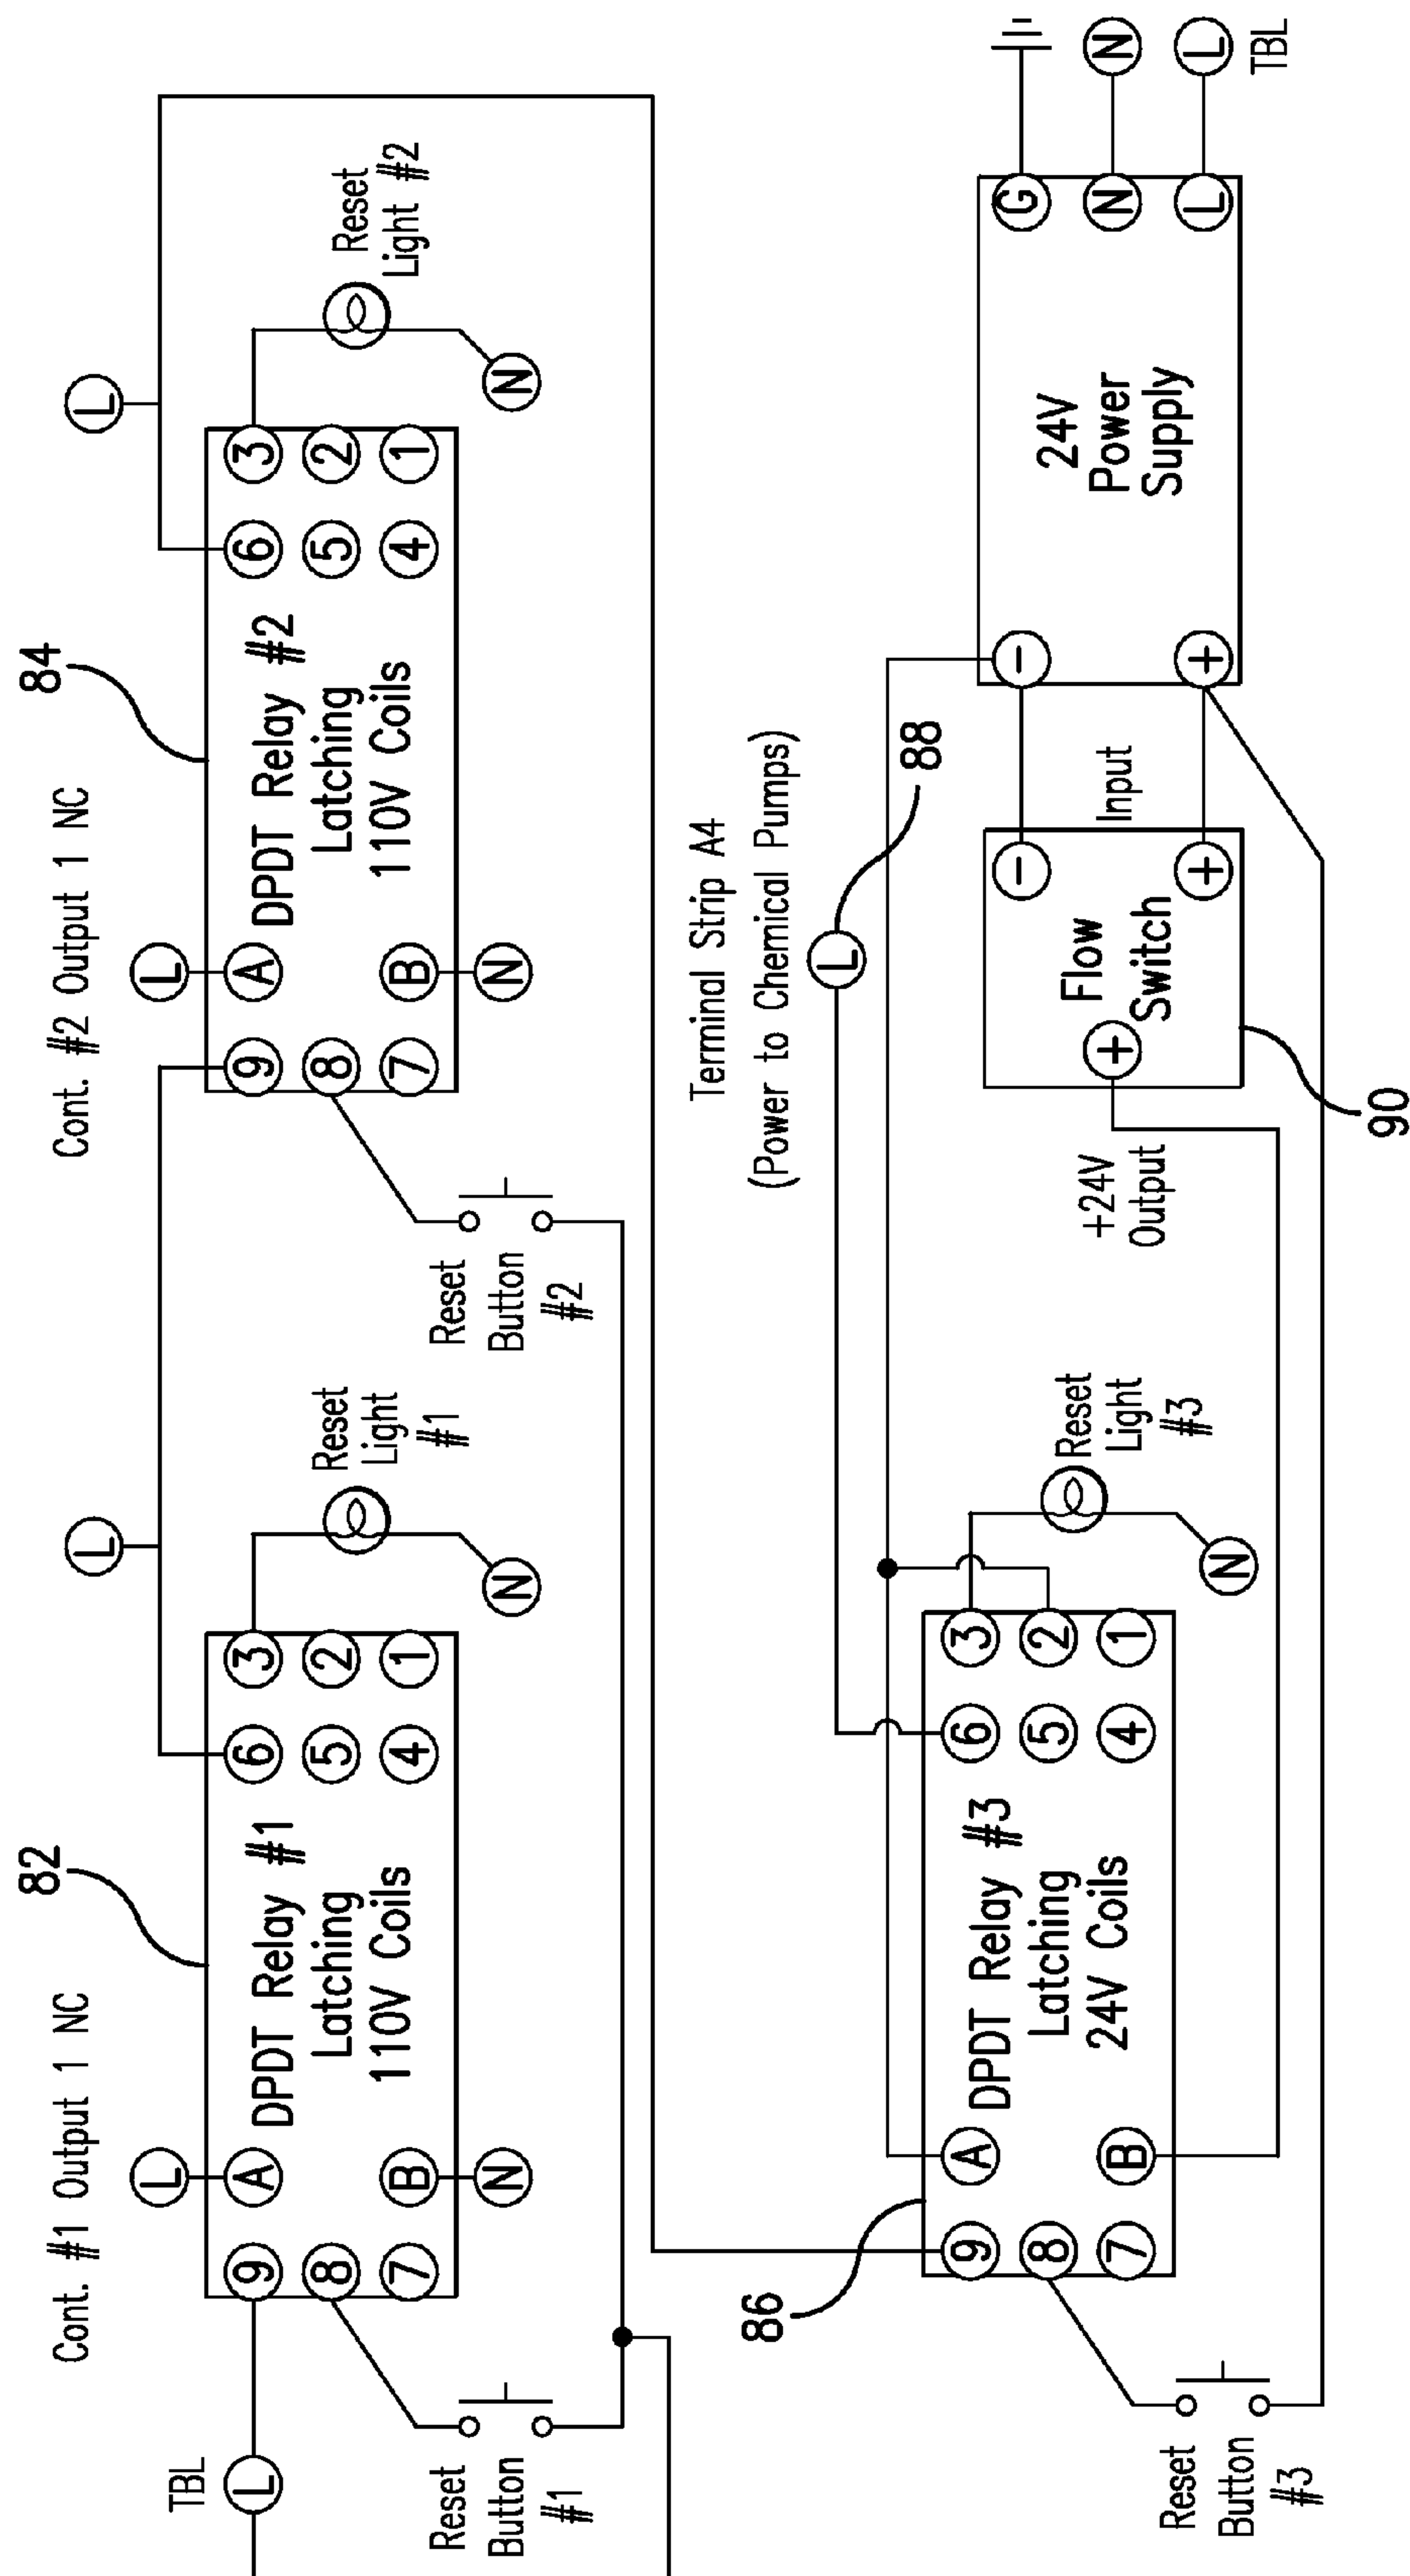 82
84
Cont. #1 Output 1 NC
Cont. #2 Output 1 NC
L
L
L
L
TBL
L
9
A
6
3
8
5
2
7
B
4
1
DPDT Relay #1
Latching
110V Coils
N
Reset
Light
#1
N
Reset
Button
#1
9
A
6
3
8
5
2
7
B
4
1
DPDT Relay #2
Latching
110V Coils
N
Reset
Light #2
N
Reset
Button
#2
Terminal Strip A4
(Power to Chemical Pumps)
86
88
L
9
A
6
3
8
5
2
7
B
4
1
DPDT Relay #3
Latching
24V Coils
Reset
Light
#3
N
Reset
Button
#3
+24V
Output
+
Flow
Switch
-
+
Input
90
-
+
24V
Power
Supply
G
N
L
N
L
TBL